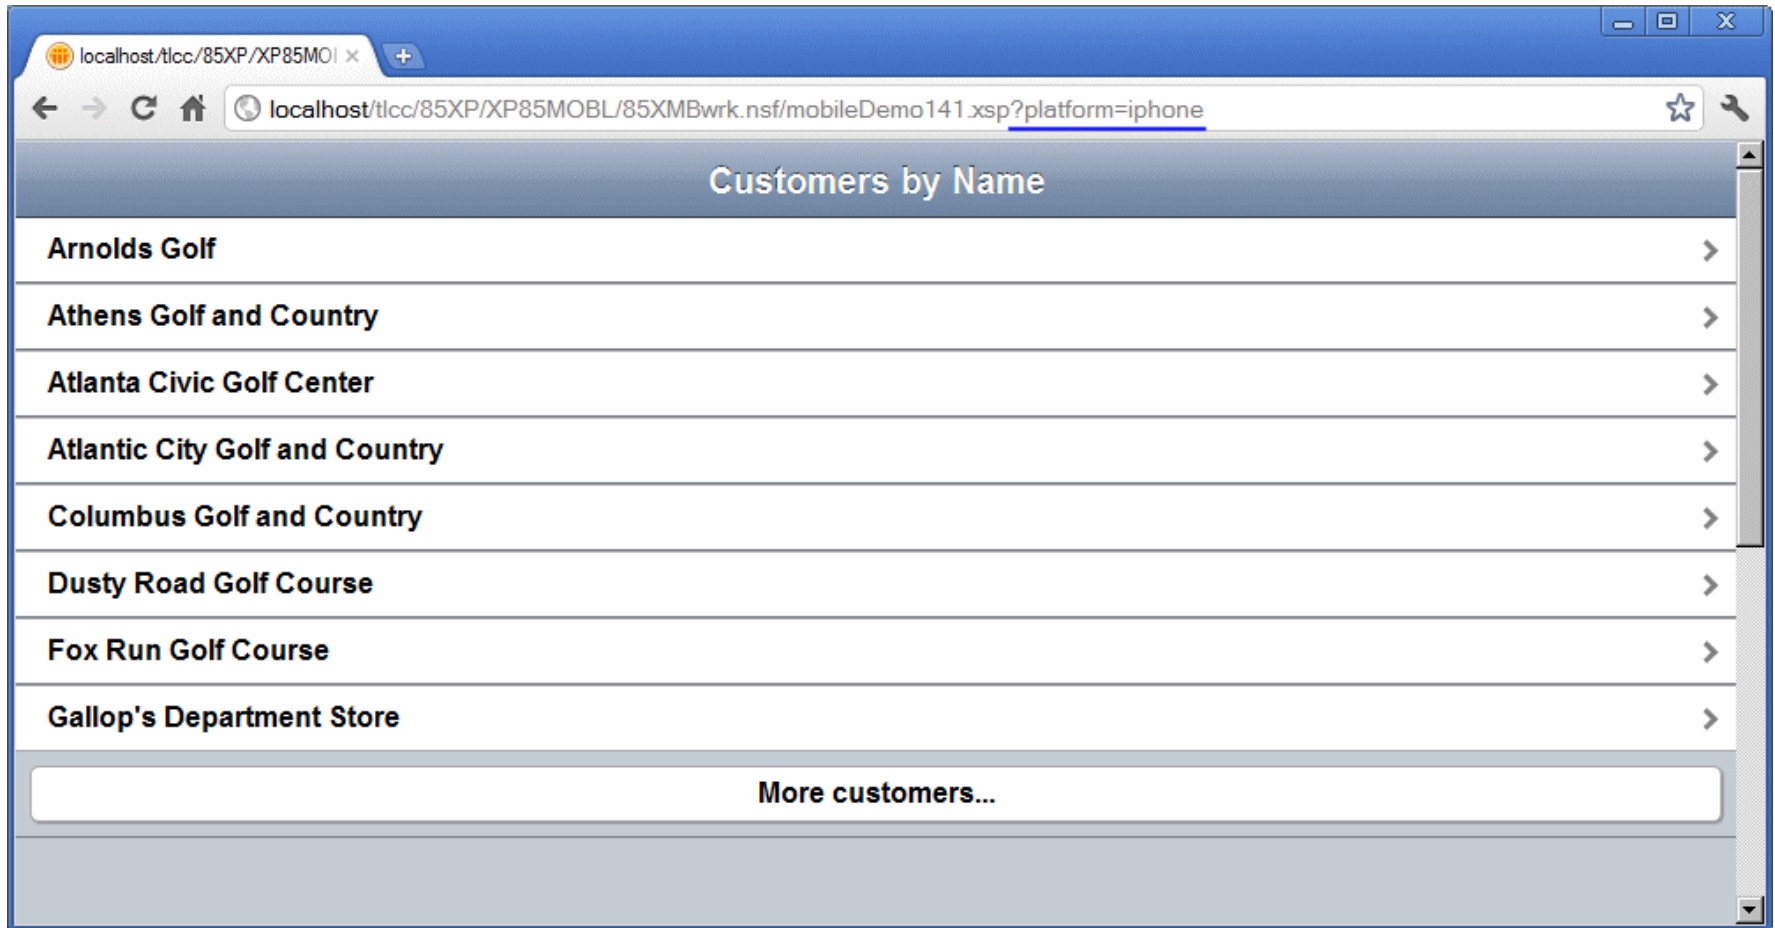 localhost/tlcc/85XP/XP85MO
localhost/tlcc/85XP/XP85MOBL/85XMBwrk.nsf/mobileDemo141.xsp?platform=iphone
Customers by Name
Arnolds Golf
Athens Golf and Country
Atlanta Civic Golf Center
Atlantic City Golf and Country
Columbus Golf and Country
Dusty Road Golf Course
Fox Run Golf Course
Gallop's Department Store
More customers...